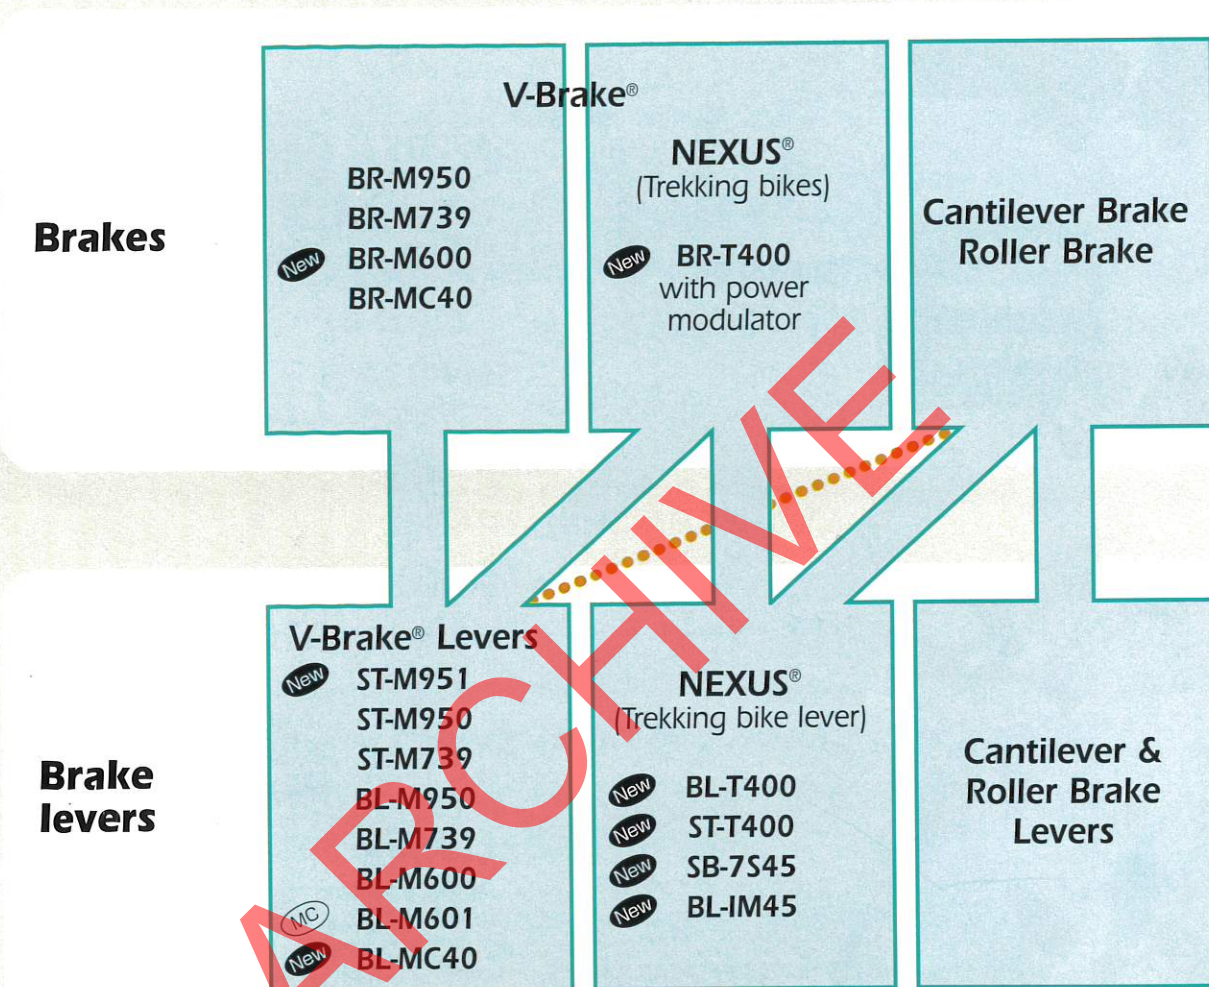 V-Brake®
Brakes
BR-M950
BR-M739
New BR-M600
BR-MC40
NEXUS®
(Trekking bikes)
New BR-T400
with power
modulator
Cantilever Brake
Roller Brake
Brake
levers
V-Brake® Levers
New ST-M951
ST-M950
ST-M739
BL-M950
BL-M739
BL-M600
MC BL-M601
New BL-MC40
NEXUS®
(Trekking bike lever)
New BL-T400
New ST-T400
New SB-7S45
New BL-IM45
Cantilever &
Roller Brake
Levers
ARCHIVE